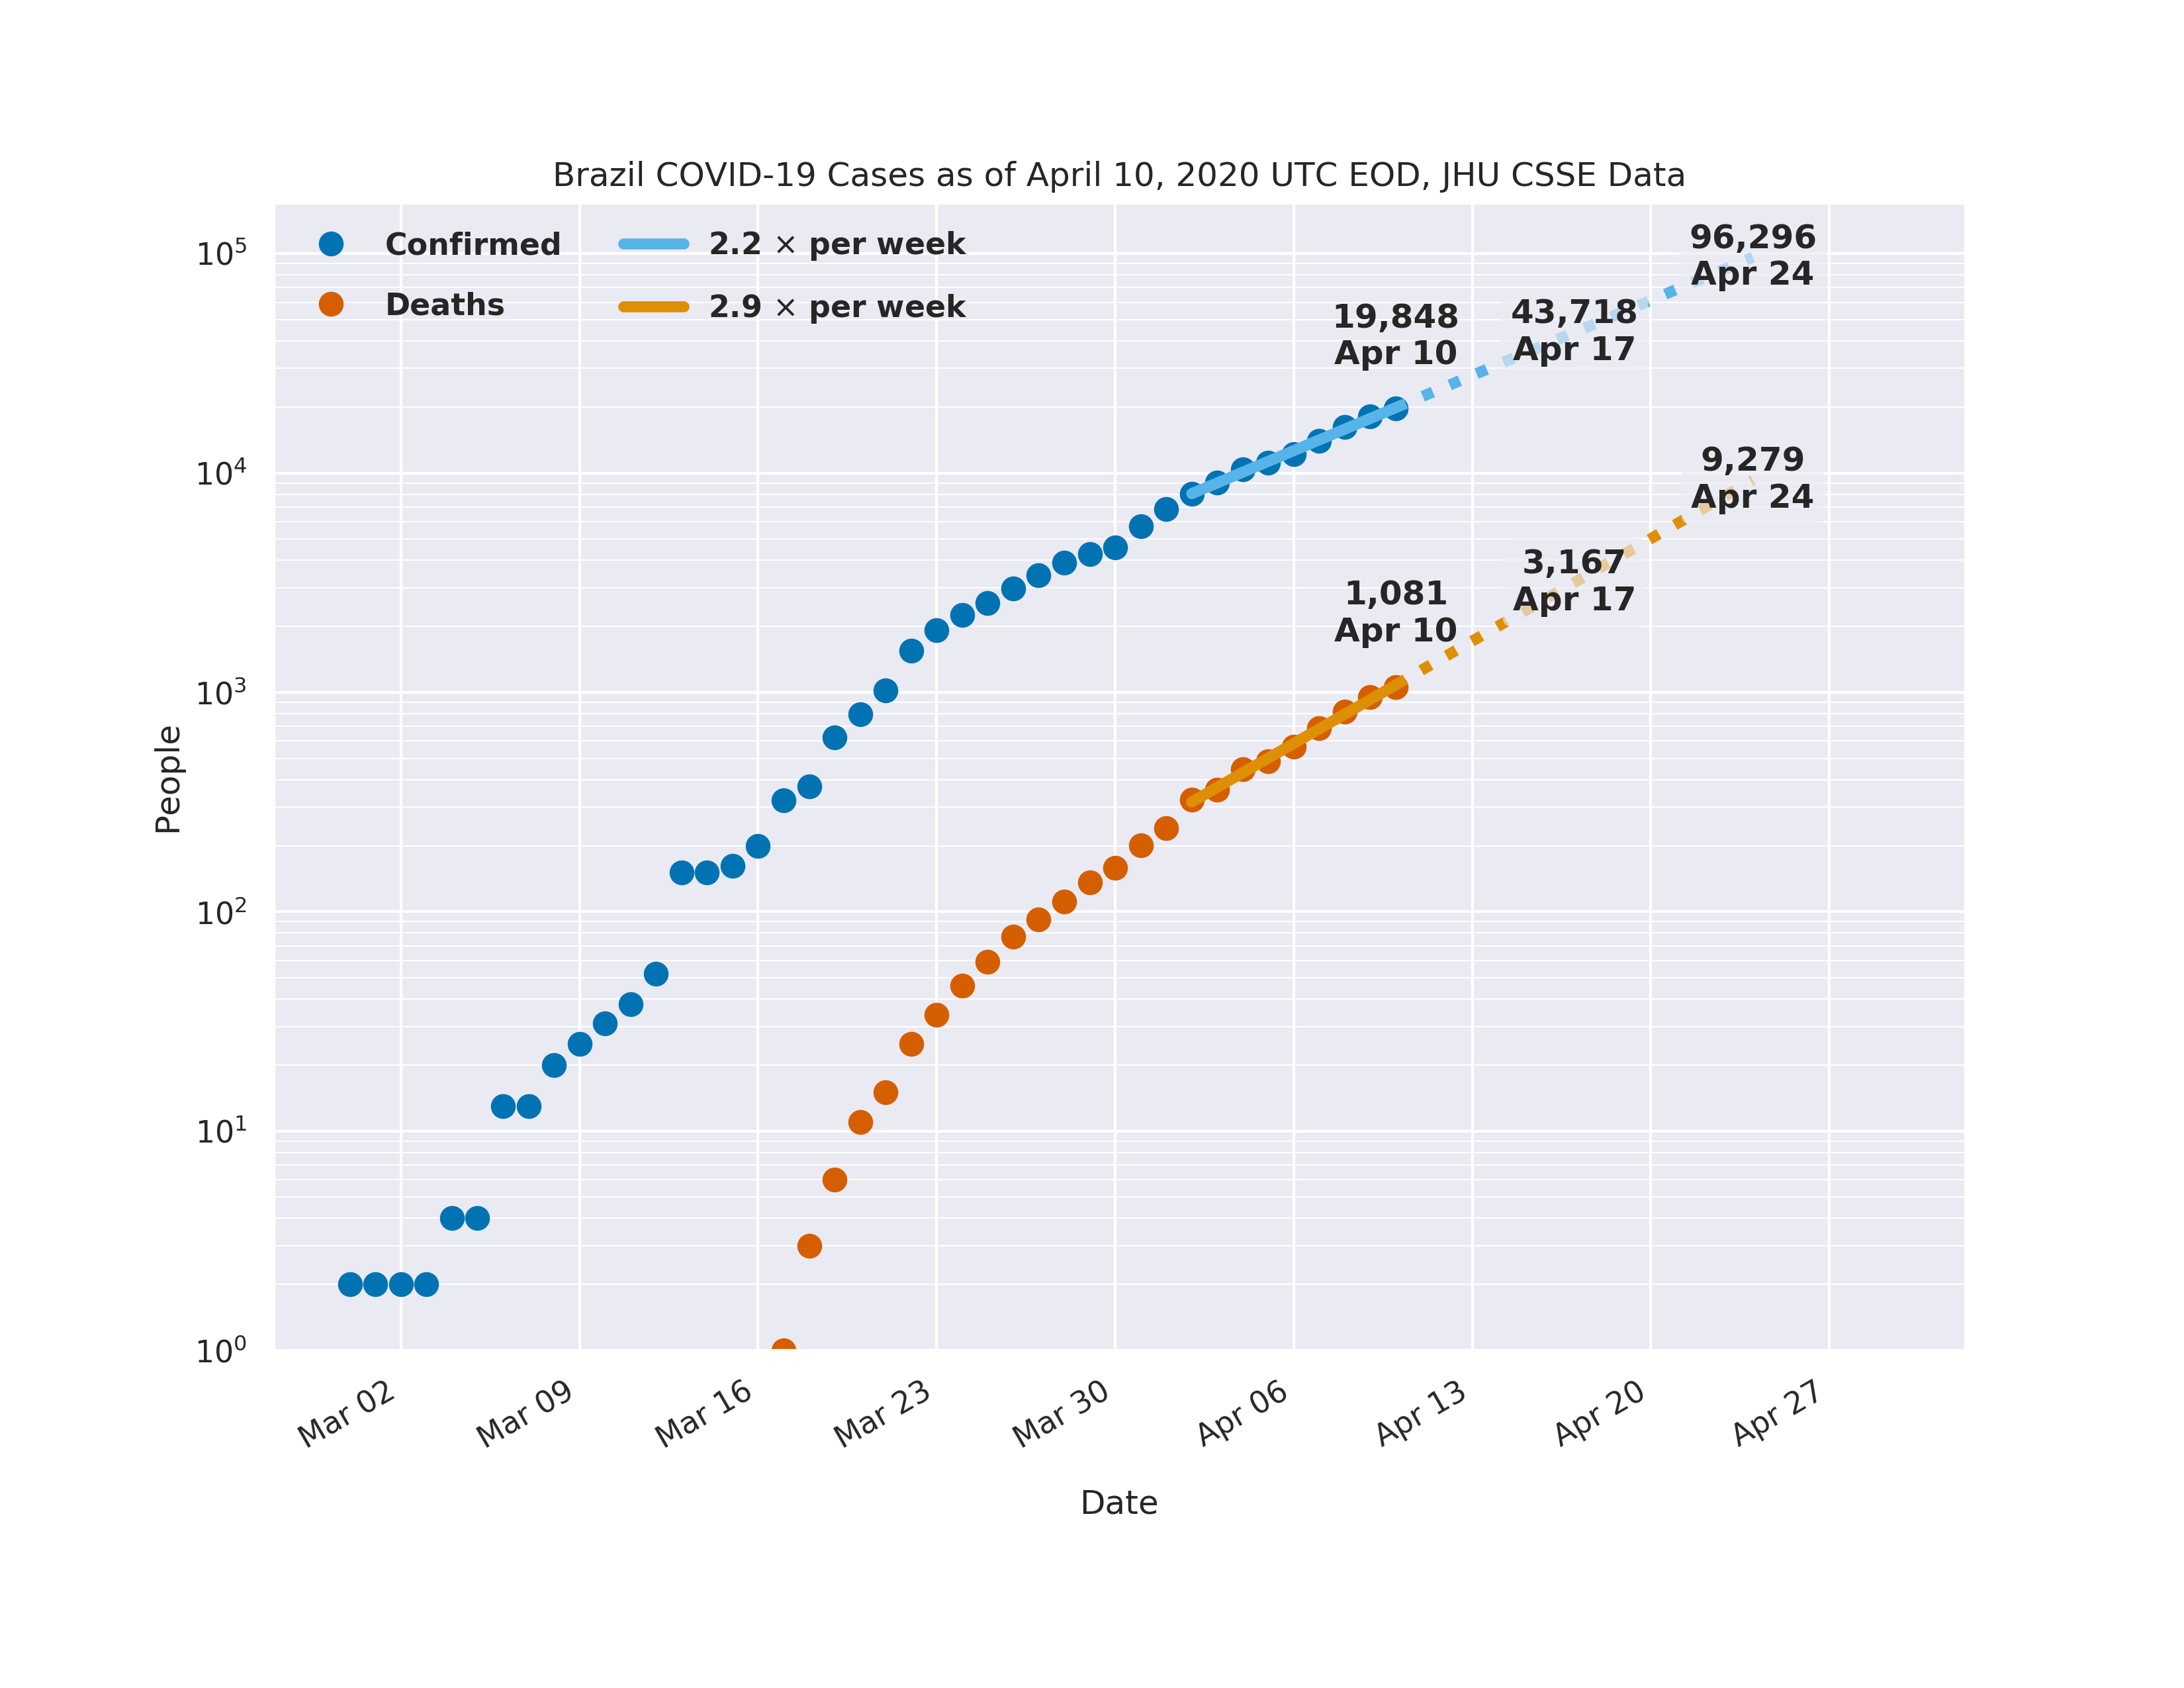 Brazil COVID-19 Cases as of April 10, 2020 UTC EOD, JHU CSSE Data
Confirmed
Deaths
2.2 × per week
2.9 × per week
96,296
Apr 24
19,848
Apr 10
43,718
Apr 17
9,279
Apr 24
3,167
Apr 17
1,081
Apr 10
10⁵
10⁴
10³
10²
10¹
10⁰
People
Mar 02
Mar 09
Mar 16
Mar 23
Mar 30
Apr 06
Apr 13
Apr 20
Apr 27
Date